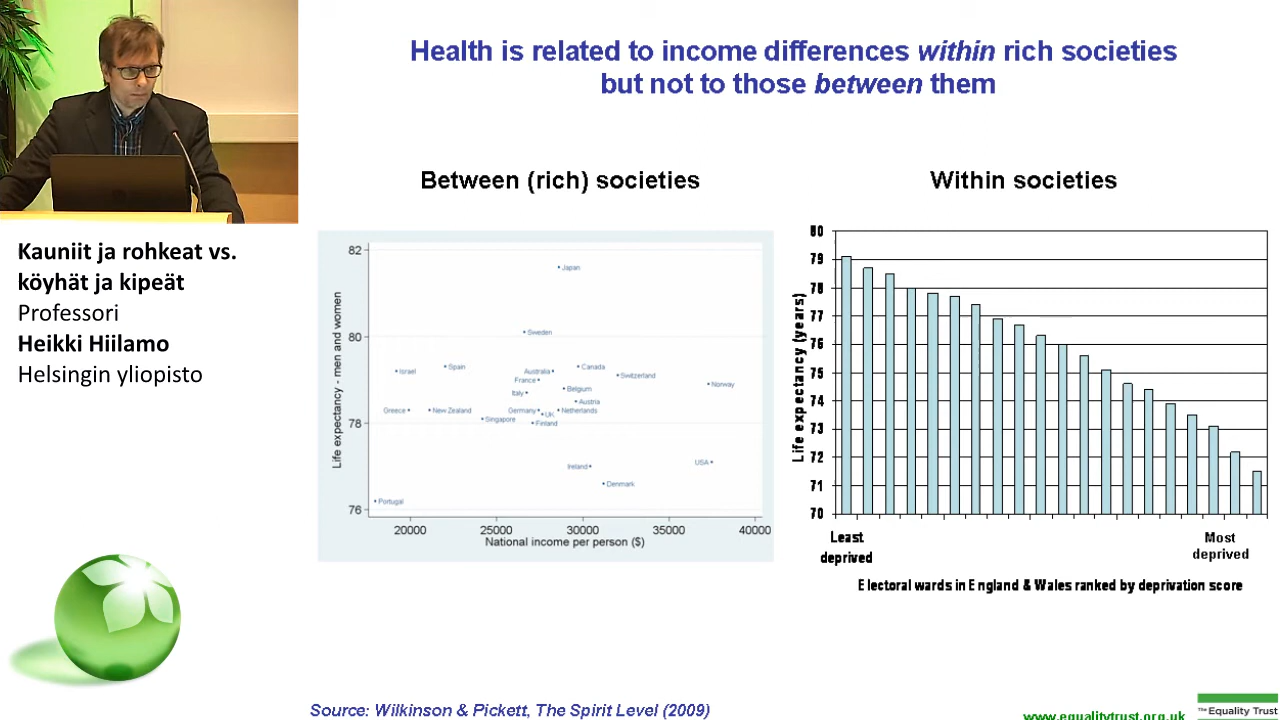 Health is related to income differences within rich societies
but not to those between them
Kauniit ja rohkeat vs.
köyhät ja kipeät
Professori
Heikki Hiilamo
Helsingin yliopisto
Between (rich) societies
Life expectancy - men and women
82
80
78
76
Japan
Sweden
Israel
Spain
Australia
Canada
France
Switzerland
Italy
Belgium
Norway
Austria
Greece
New Zealand
Germany
UK
Netherlands
Singapore
Finland
Ireland
USA
Denmark
Portugal
20000
25000
30000
35000
40000
National income per person ($)
Within societies
Life expectancy (years)
80
79
78
77
76
75
74
73
72
71
70
Least
deprived
Most
deprived
Electoral wards in England & Wales ranked by deprivation score
Source: Wilkinson & Pickett, The Spirit Level (2009)
www.equalitytrust.org.uk
The Equality Trust